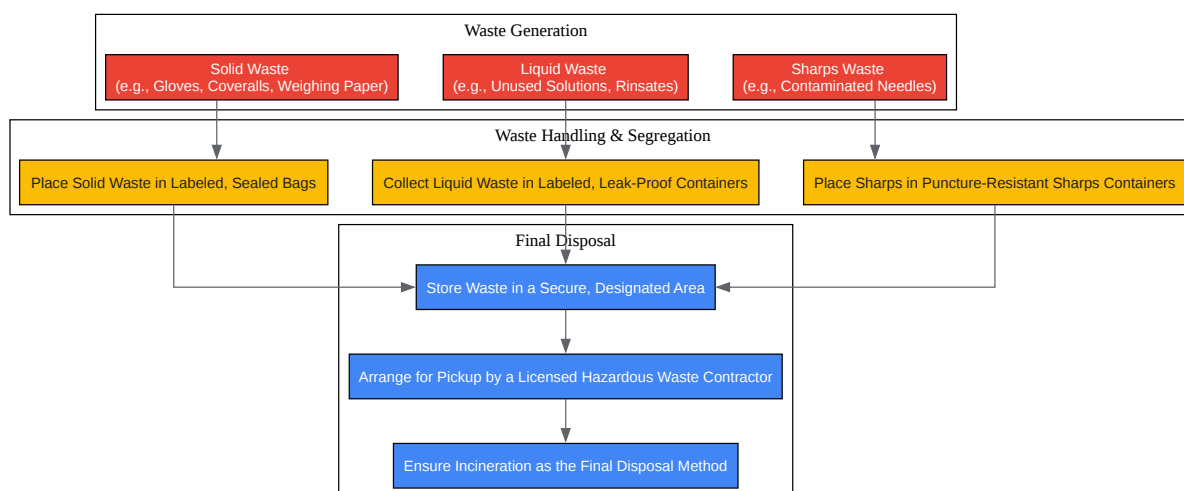 Waste Generation
Solid Waste
(e.g., Gloves, Coveralls, Weighing Paper)
Liquid Waste
(e.g., Unused Solutions, Rinsates)
Sharps Waste
(e.g., Contaminated Needles)
Waste Handling & Segregation
Place Solid Waste in Labeled, Sealed Bags
Collect Liquid Waste in Labeled, Leak-Proof Containers
Place Sharps in Puncture-Resistant Sharps Containers
Final Disposal
Store Waste in a Secure, Designated Area
Arrange for Pickup by a Licensed Hazardous Waste Contractor
Ensure Incineration as the Final Disposal Method